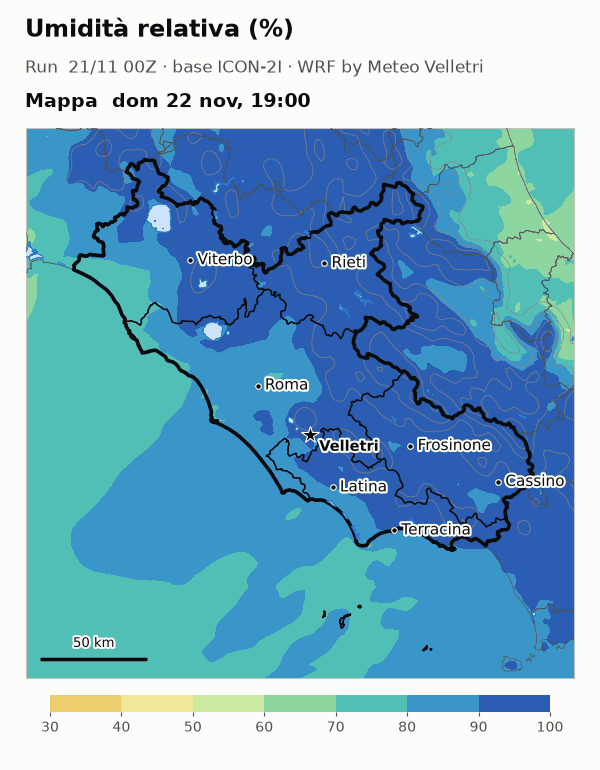 Umidità relativa (%)
Run  21/11 00Z · base ICON-2I · WRF by Meteo Velletri
Mappa  dom 22 nov, 19:00
Viterbo
Rieti
Roma
Velletri
Frosinone
Cassino
Latina
Terracina
50 km
30 40 50 60 70 80 90 100